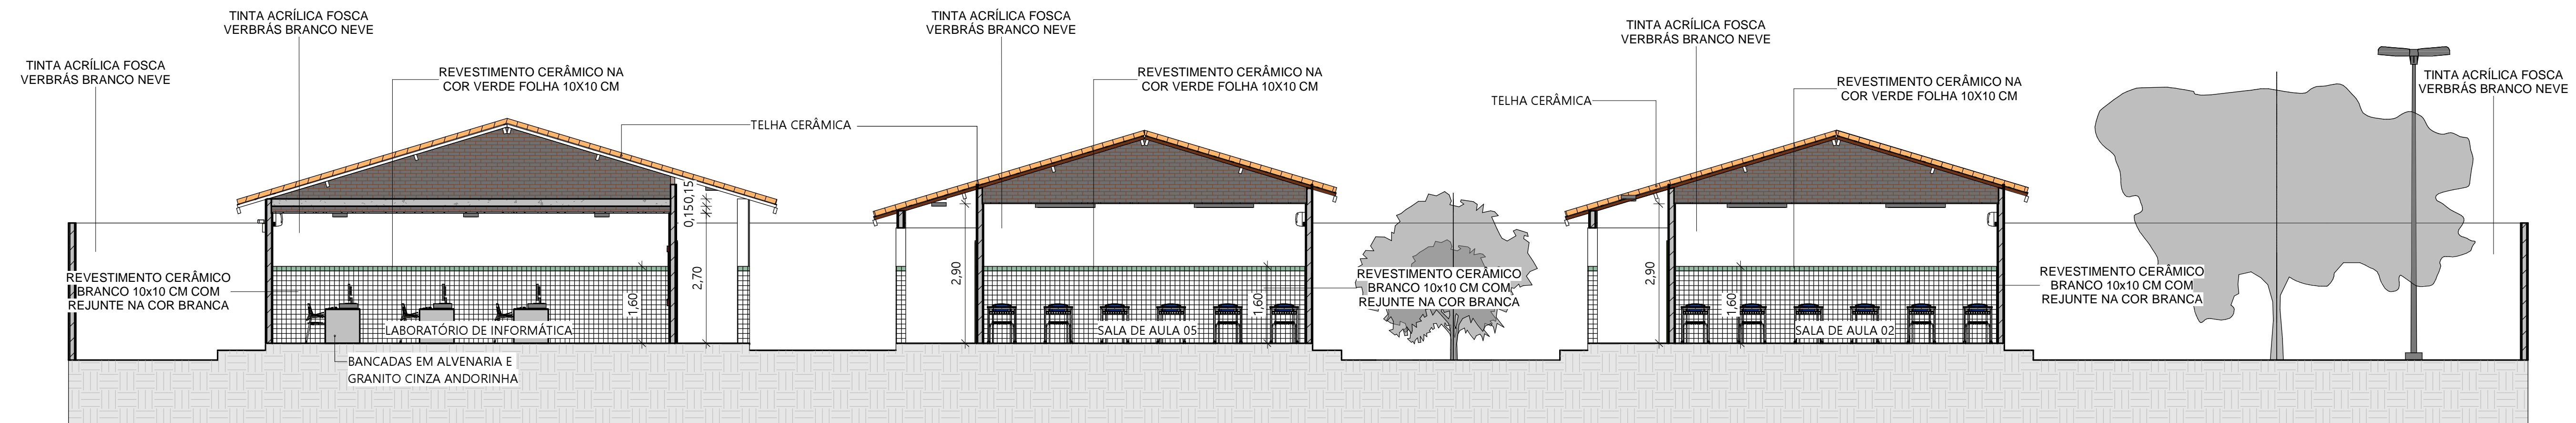 TINTA ACRÍLICA FOSCA
VERBRÁS BRANCO NEVE
TINTA ACRÍLICA FOSCA
VERBRÁS BRANCO NEVE
REVESTIMENTO CERÂMICO NA
COR VERDE FOLHA 10X10 CM
TELHA CERÂMICA
REVESTIMENTO CERÂMICO
BRANCO 10x10 CM COM
REJUNTE NA COR BRANCA
LABORATÓRIO DE INFORMÁTICA
BANCADAS EM ALVENARIA E
GRANITO CINZA ANDORINHA
1,60
2,70
0,15
0,15
TINTA ACRÍLICA FOSCA
VERBRÁS BRANCO NEVE
REVESTIMENTO CERÂMICO NA
COR VERDE FOLHA 10X10 CM
2,90
SALA DE AULA 05
1,60
REVESTIMENTO CERÂMICO
BRANCO 10x10 CM COM
REJUNTE NA COR BRANCA
TINTA ACRÍLICA FOSCA
VERBRÁS BRANCO NEVE
TELHA CERÂMICA
REVESTIMENTO CERÂMICO NA
COR VERDE FOLHA 10X10 CM
2,90
1,60
SALA DE AULA 02
REVESTIMENTO CERÂMICO
BRANCO 10x10 CM COM
REJUNTE NA COR BRANCA
TINTA ACRÍLICA FOSCA
VERBRÁS BRANCO NEVE